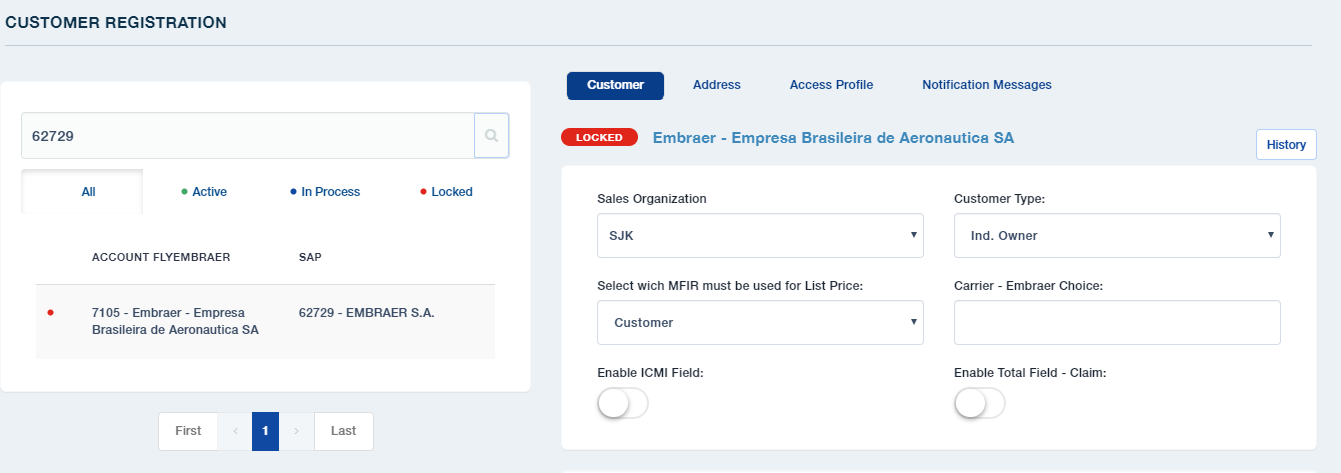 CUSTOMER REGISTRATION
62729
All
Active
In Process
Locked
ACCOUNT FLYEMBRAER
SAP
7105 - Embraer - Empresa
Brasileira de Aeronautica SA
62729 - EMBRAER S.A.
First
‹
1
›
Last
Customer
Address
Access Profile
Notification Messages
LOCKED
Embraer - Empresa Brasileira de Aeronautica SA
History
Sales Organization
Customer Type:
SJK
Ind. Owner
Select wich MFIR must be used for List Price:
Carrier - Embraer Choice:
Customer
Enable ICMI Field:
Enable Total Field - Claim: